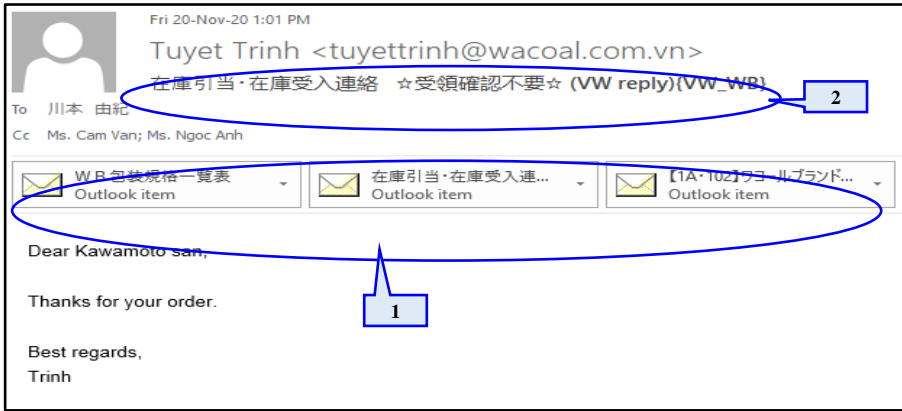 Fri 20-Nov-20 1:01 PM
Tuyet Trinh <tuyettrinh@wacoal.com.vn>
在庫引当・在庫受入連絡 ☆受領確認不要☆ (VW reply){VW_WB}
2
To 川本 由紀
Cc Ms. Cam Van; Ms. Ngoc Anh
W.B.包装規格一覧表
Outlook item
在庫引当・在庫受入連...
Outlook item
【1A・102】ワコールブランド...
Outlook item
Dear Kawamoto san,
1
Thanks for your order.
Best regards,
Trinh